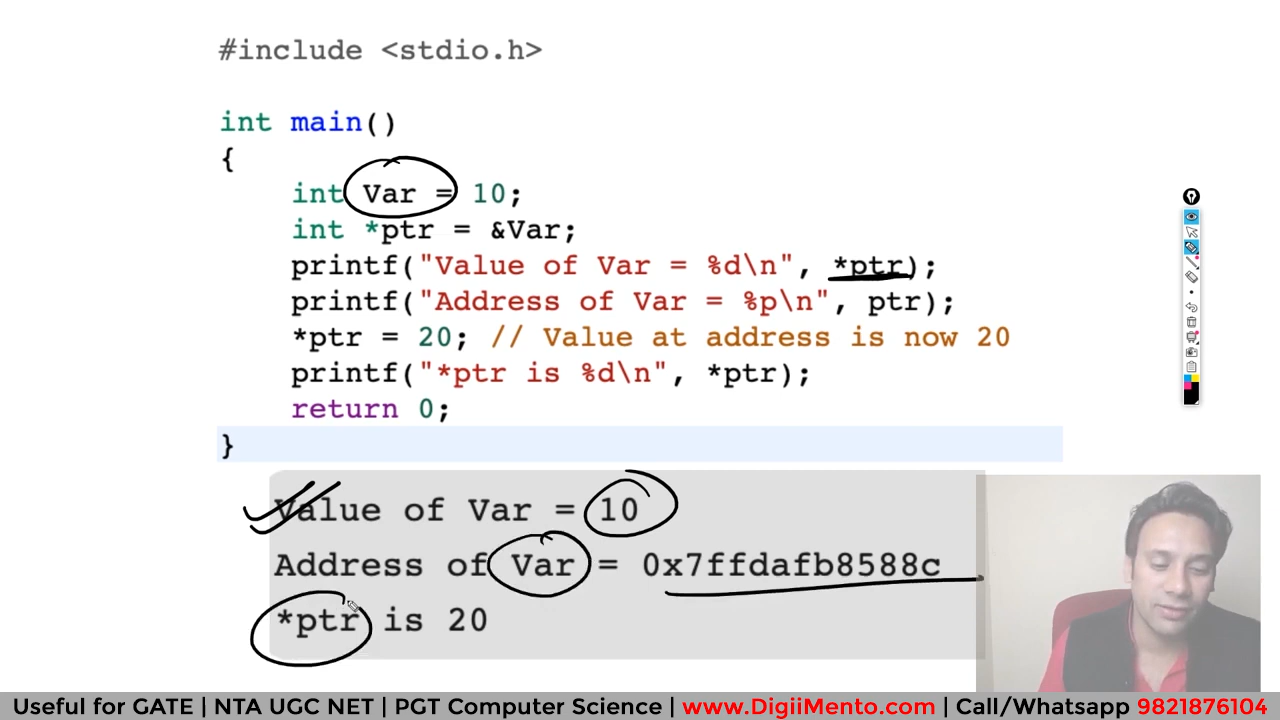 #include <stdio.h>
int main()
{
int Var = 10;
int *ptr = &Var;
printf("Value of Var = %d\n", *ptr);
printf("Address of Var = %p\n", ptr);
*ptr = 20; // Value at address is now 20
printf("*ptr is %d\n", *ptr);
return 0;
}
Value of Var = 10
Address of Var = 0x7ffdafb8588c
*ptr is 20
Useful for GATE | NTA UGC NET | PGT Computer Science | www.DigiiMento.com | Call/Whatsapp 9821876104